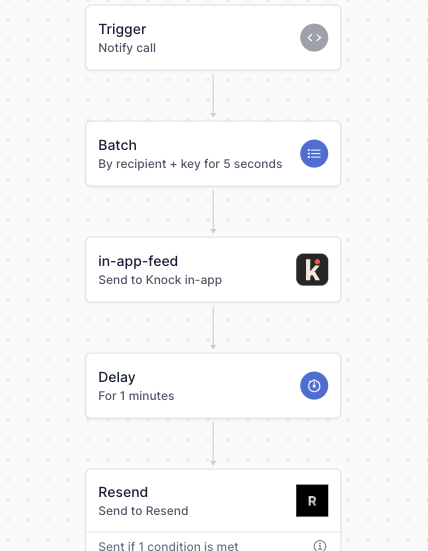 Trigger
Notify call
Batch
By recipient + key for 5 seconds
in-app-feed
Send to Knock in-app
k
Delay
For 1 minutes
Resend
Send to Resend
R
Sent if 1 condition is met